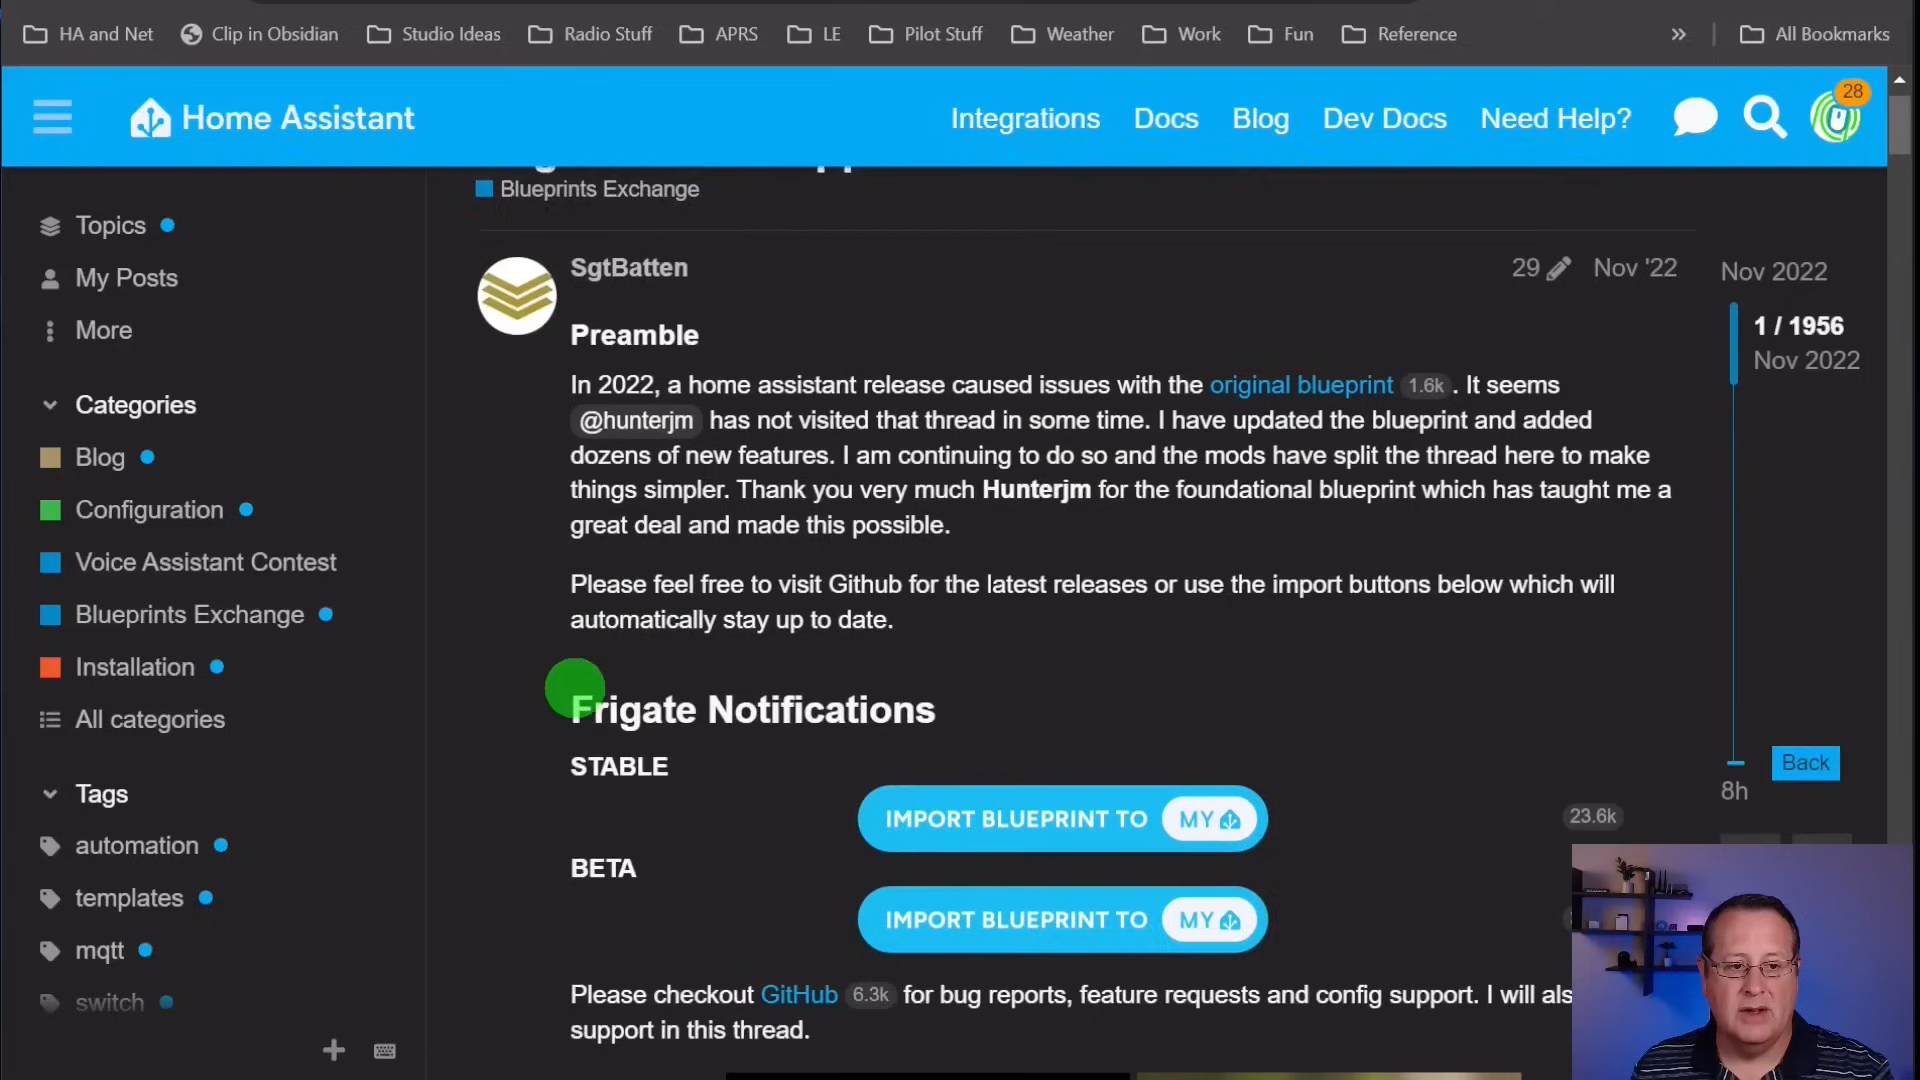 HA and Net Clip in Obsidian Studio Ideas Radio Stuff APRS LE Pilot Stuff Weather Work Fun Reference » All Bookmarks
Home Assistant Integrations Docs Blog Dev Docs Need Help? 28
Blueprints Exchange
Topics
My Posts
More
Categories
Blog
Configuration
Voice Assistant Contest
Blueprints Exchange
Installation
All categories
Tags
automation
templates
mqtt
switch
SgtBatten 29 Nov '22
Preamble
In 2022, a home assistant release caused issues with the original blueprint 1.6k . It seems
@hunterjm has not visited that thread in some time. I have updated the blueprint and added
dozens of new features. I am continuing to do so and the mods have split the thread here to make
things simpler. Thank you very much Hunterjm for the foundational blueprint which has taught me a
great deal and made this possible.
Please feel free to visit Github for the latest releases or use the import buttons below which will
automatically stay up to date.
Frigate Notifications
STABLE
IMPORT BLUEPRINT TO MY 23.6k
BETA
IMPORT BLUEPRINT TO MY
Please checkout GitHub 6.3k for bug reports, feature requests and config support. I will als
support in this thread.
Nov 2022
1 / 1956
Nov 2022
Back
8h